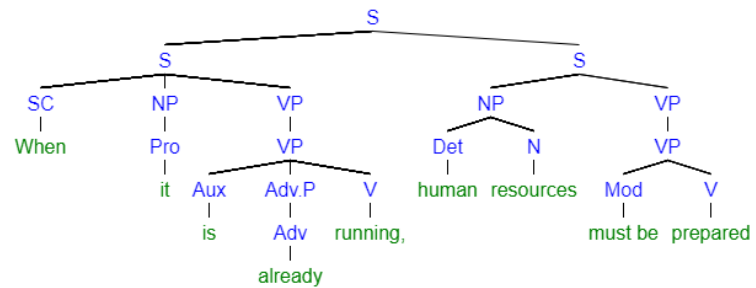 S
S S
SC NP VP NP VP
When Pro VP Det N VP
it Aux Adv.P V human resources Mod V
is Adv running, must be prepared
already